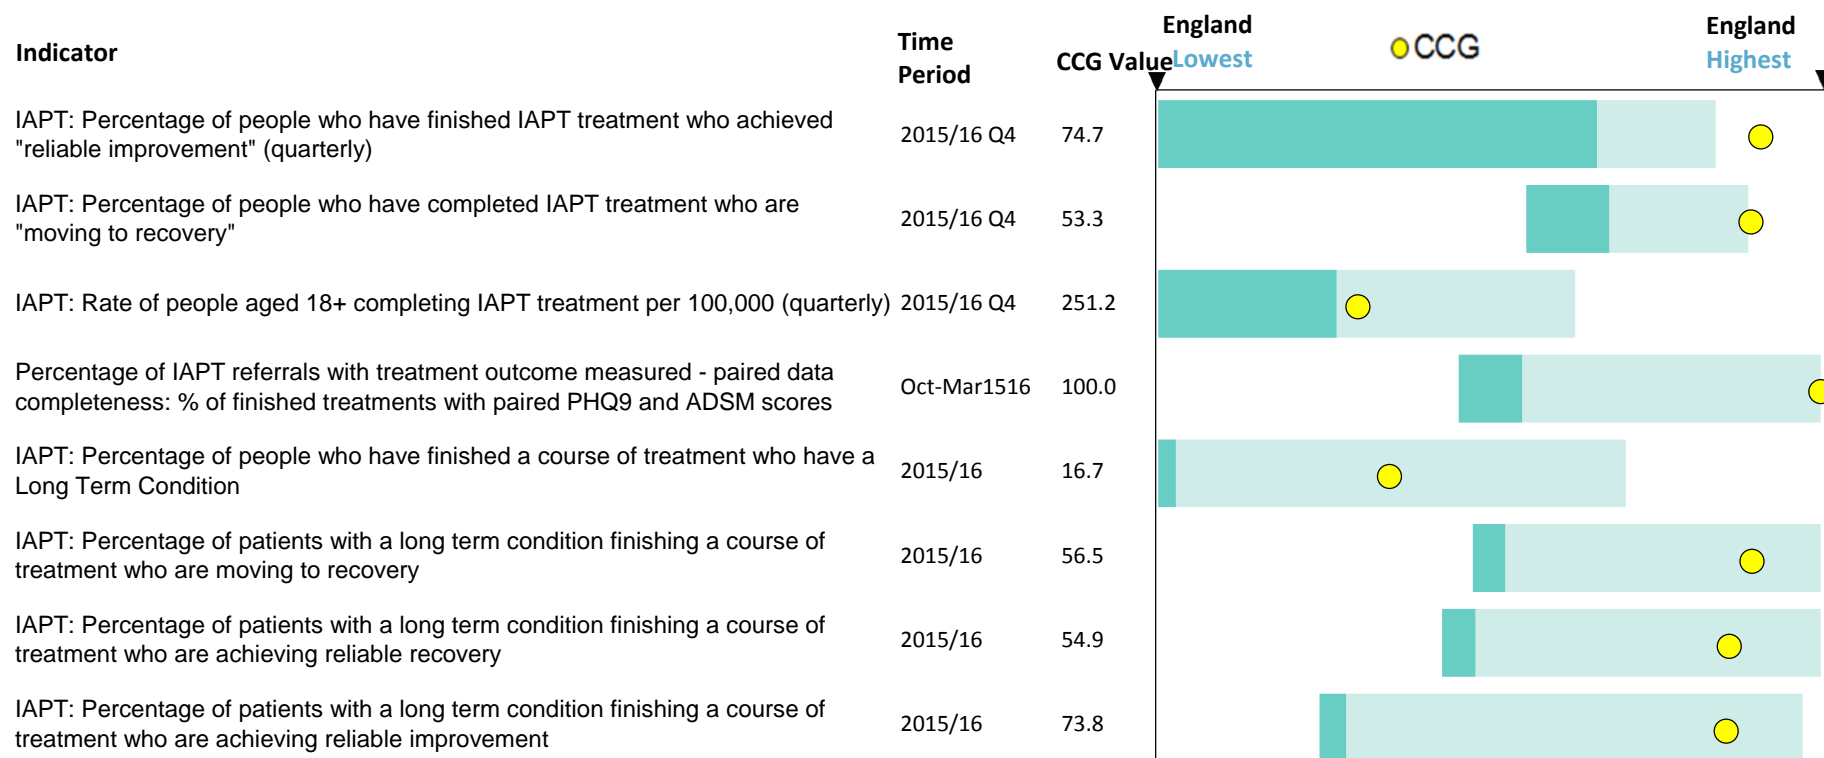 Indicator
Time
Period
CCG Value
England
Lowest
CCG
England
Highest
IAPT: Percentage of people who have finished IAPT treatment who achieved
"reliable improvement" (quarterly)
2015/16 Q4
74.7
IAPT: Percentage of people who have completed IAPT treatment who are
"moving to recovery"
2015/16 Q4
53.3
IAPT: Rate of people aged 18+ completing IAPT treatment per 100,000 (quarterly)
2015/16 Q4
251.2
Percentage of IAPT referrals with treatment outcome measured - paired data
completeness: % of finished treatments with paired PHQ9 and ADSM scores
Oct-Mar1516
100.0
IAPT: Percentage of people who have finished a course of treatment who have a
Long Term Condition
2015/16
16.7
IAPT: Percentage of patients with a long term condition finishing a course of
treatment who are moving to recovery
2015/16
56.5
IAPT: Percentage of patients with a long term condition finishing a course of
treatment who are achieving reliable recovery
2015/16
54.9
IAPT: Percentage of patients with a long term condition finishing a course of
treatment who are achieving reliable improvement
2015/16
73.8